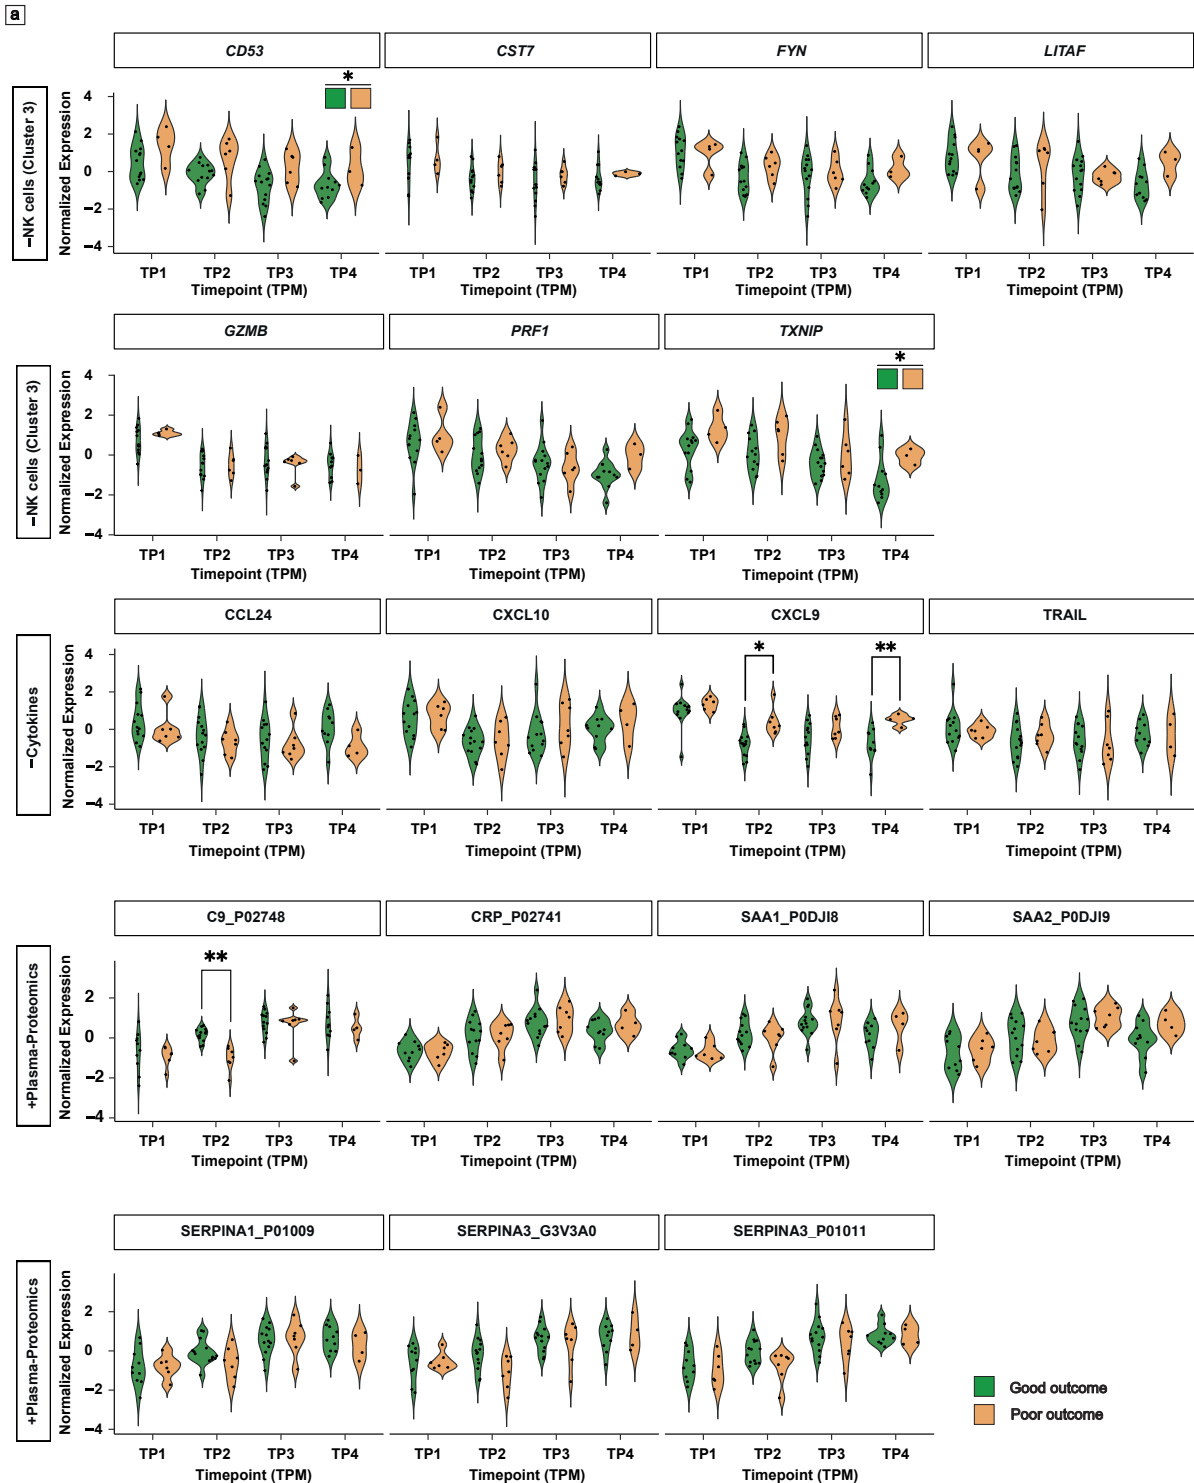 a
CD53 CST7 FYN LITAF
−NK cells (Cluster 3)
Normalized Expression
4
2
0
−2
−4
*
TP1 TP2 TP3 TP4 TP1 TP2 TP3 TP4 TP1 TP2 TP3 TP4 TP1 TP2 TP3 TP4
Timepoint (TPM) Timepoint (TPM) Timepoint (TPM) Timepoint (TPM)
GZMB PRF1 TXNIP
−NK cells (Cluster 3)
Normalized Expression
4
2
0
−2
−4
*
TP1 TP2 TP3 TP4 TP1 TP2 TP3 TP4 TP1 TP2 TP3 TP4
Timepoint (TPM) Timepoint (TPM) Timepoint (TPM)
CCL24 CXCL10 CXCL9 TRAIL
−Cytokines
Normalized Expression
4
2
0
−2
−4
* **
TP1 TP2 TP3 TP4 TP1 TP2 TP3 TP4 TP1 TP2 TP3 TP4 TP1 TP2 TP3 TP4
Timepoint (TPM) Timepoint (TPM) Timepoint (TPM) Timepoint (TPM)
C9_P02748 CRP_P02741 SAA1_P0DJI8 SAA2_P0DJI9
+Plasma-Proteomics
Normalized Expression
2
0
−2
−4
**
TP1 TP2 TP3 TP4 TP1 TP2 TP3 TP4 TP1 TP2 TP3 TP4 TP1 TP2 TP3 TP4
Timepoint (TPM) Timepoint (TPM) Timepoint (TPM) Timepoint (TPM)
SERPINA1_P01009 SERPINA3_G3V3A0 SERPINA3_P01011
+Plasma-Proteomics
Normalized Expression
2
0
−2
−4
TP1 TP2 TP3 TP4 TP1 TP2 TP3 TP4 TP1 TP2 TP3 TP4
Timepoint (TPM) Timepoint (TPM) Timepoint (TPM)
Good outcome
Poor outcome